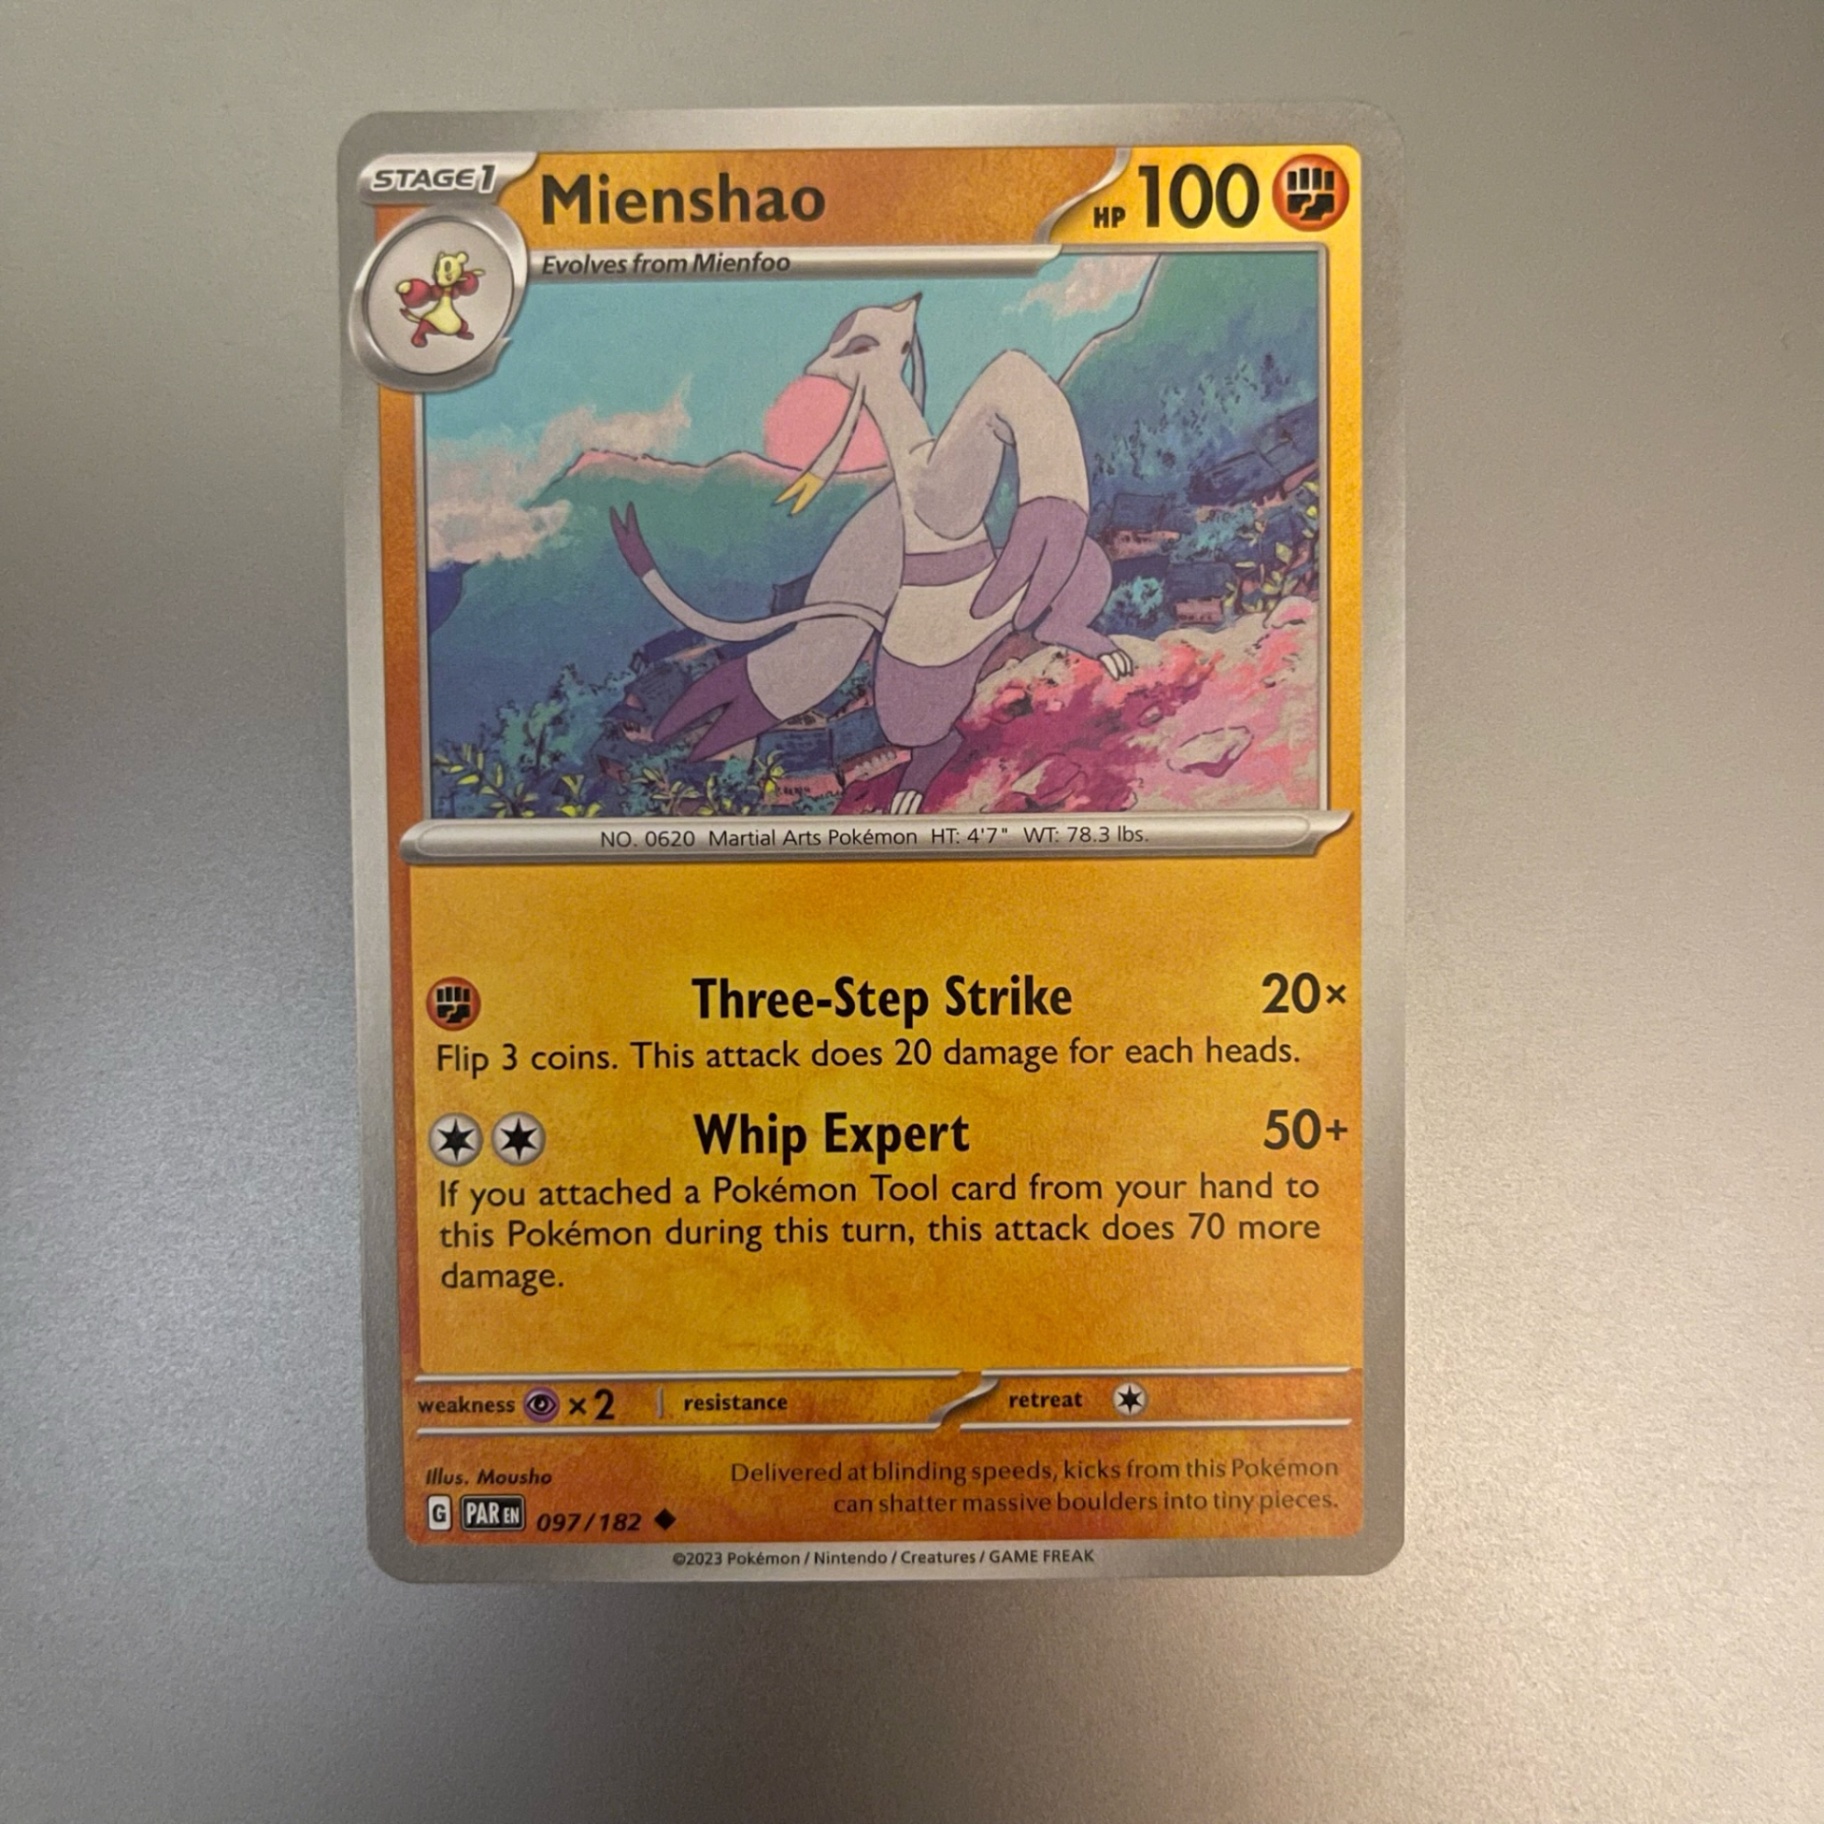 STAGE1 Mienshao HP 100
Evolves from Mienfoo
NO. 0620 Martial Arts Pokémon HT: 4'7" WT: 78.3 lbs.
Three-Step Strike 20×
Flip 3 coins. This attack does 20 damage for each heads.
Whip Expert 50+
If you attached a Pokémon Tool card from your hand to
this Pokémon during this turn, this attack does 70 more
damage.
weakness ×2 resistance retreat
Illus. Mousho
Delivered at blinding speeds, kicks from this Pokémon
can shatter massive boulders into tiny pieces.
G PAR EN 097/182
©2023 Pokémon / Nintendo / Creatures / GAME FREAK